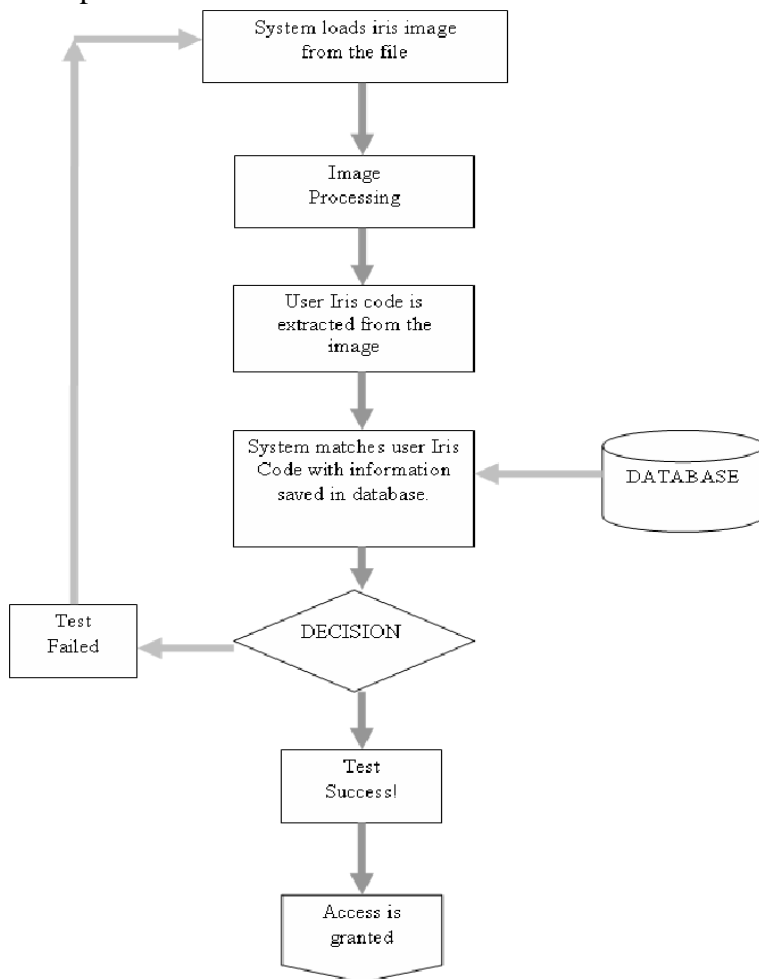 System loads iris image
from the file
Image
Processing
User Iris code is
extracted from the
image
System matches user Iris
Code with information
saved in database.
DATABASE
DECISION
Test
Failed
Test
Success!
Access is
granted